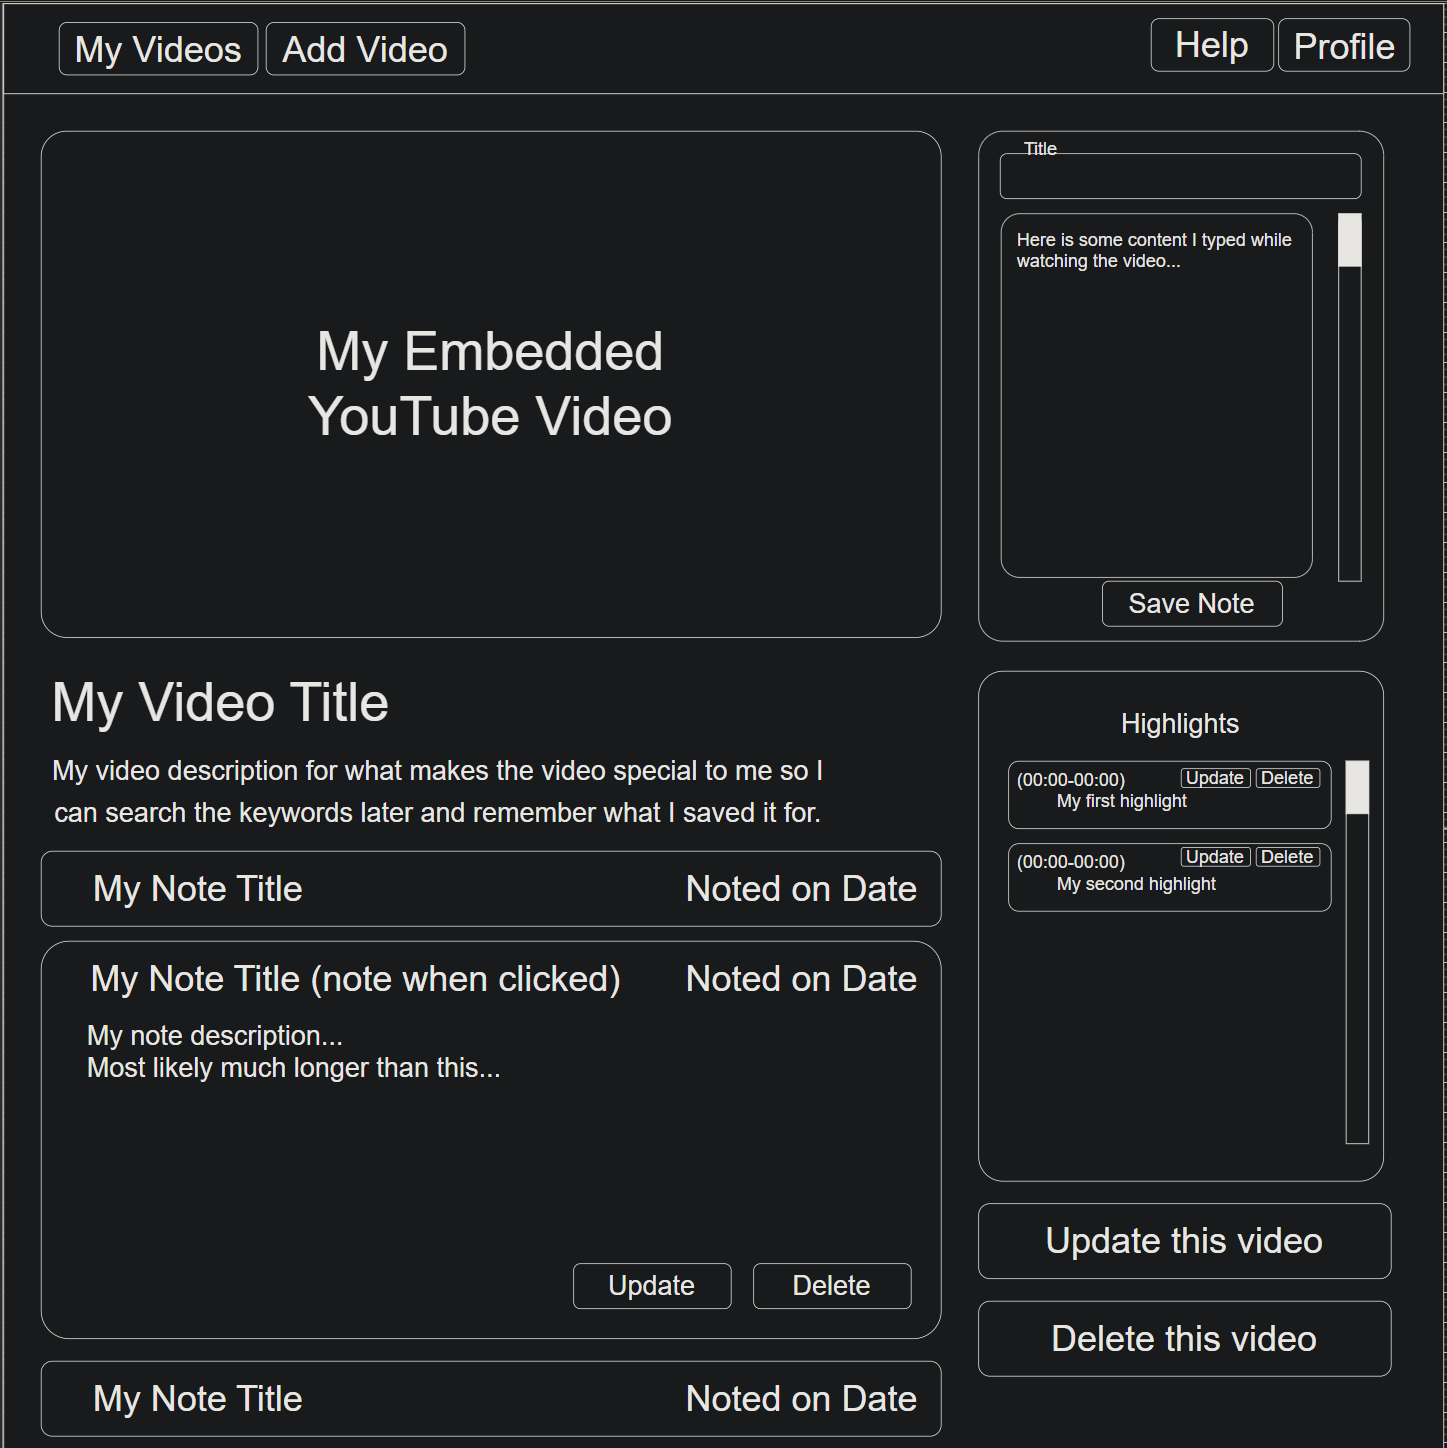 My Videos
Add Video
Help
Profile
My Embedded
YouTube Video
Title
Here is some content I typed while
watching the video...
Save Note
My Video Title
My video description for what makes the video special to me so I
can search the keywords later and remember what I saved it for.
My Note Title
Noted on Date
My Note Title (note when clicked)
Noted on Date
My note description...
Most likely much longer than this...
Update
Delete
My Note Title
Noted on Date
Highlights
(00:00-00:00)
Update
Delete
My first highlight
(00:00-00:00)
Update
Delete
My second highlight
Update this video
Delete this video